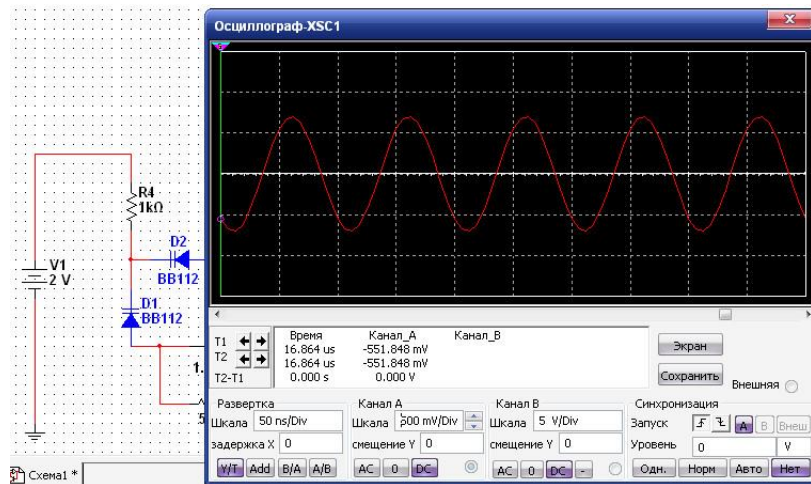 Осциллограф-XSC1
R4
1kΩ
D2
BB112
V1
2 V
D1
BB112
1.
5
Время Канал_A Канал_B
T1 16.864 us -551.848 mV
T2 16.864 us -551.848 mV
T2-T1 0.000 s 0.000 V
Экран
Сохранить
Внешняя
Развертка
Шкала 50 ns/Div
задержка X 0
Y/T Add B/A A/B
Канал A
Шкала 500 mV/Div
смещение Y 0
AC 0 DC
Канал B
Шкала 5 V/Div
смещение Y 0
AC 0 DC -
Синхронизация
Запуск A B Внеш
Уровень 0 V
Одн. Норм Авто Нет
Схема1 *